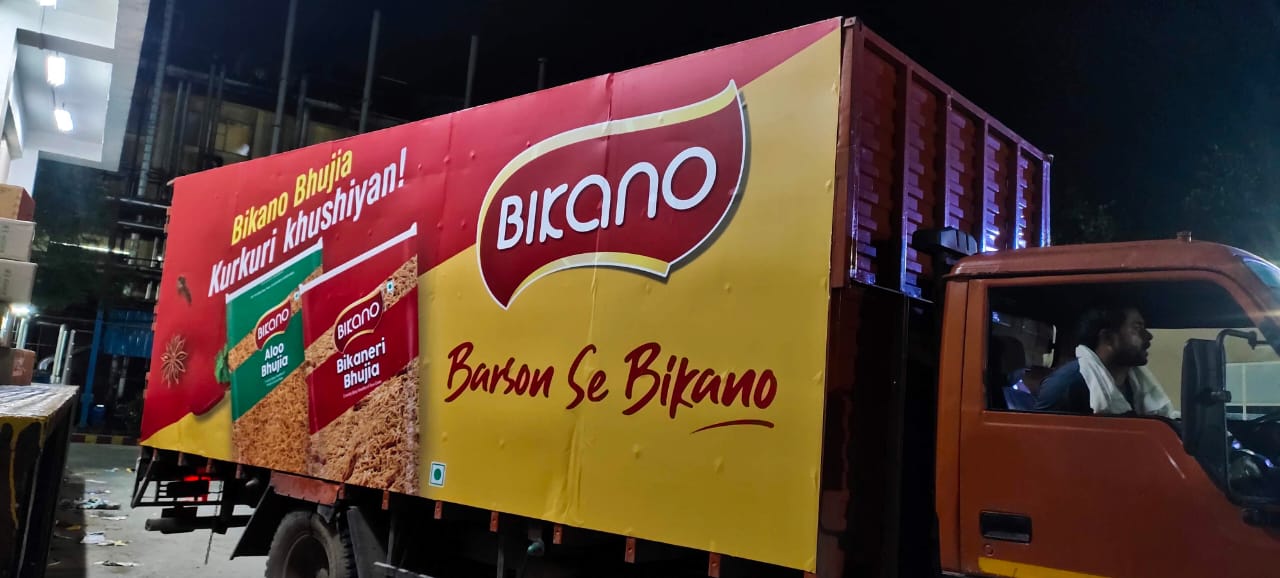 Bikano Bhujia
Kurkuri khushiyan!
BIKANO
Aloo
Bhujia
BIKANO
Bikaneri
Bhujia
BIKANO
Barson Se Bikano